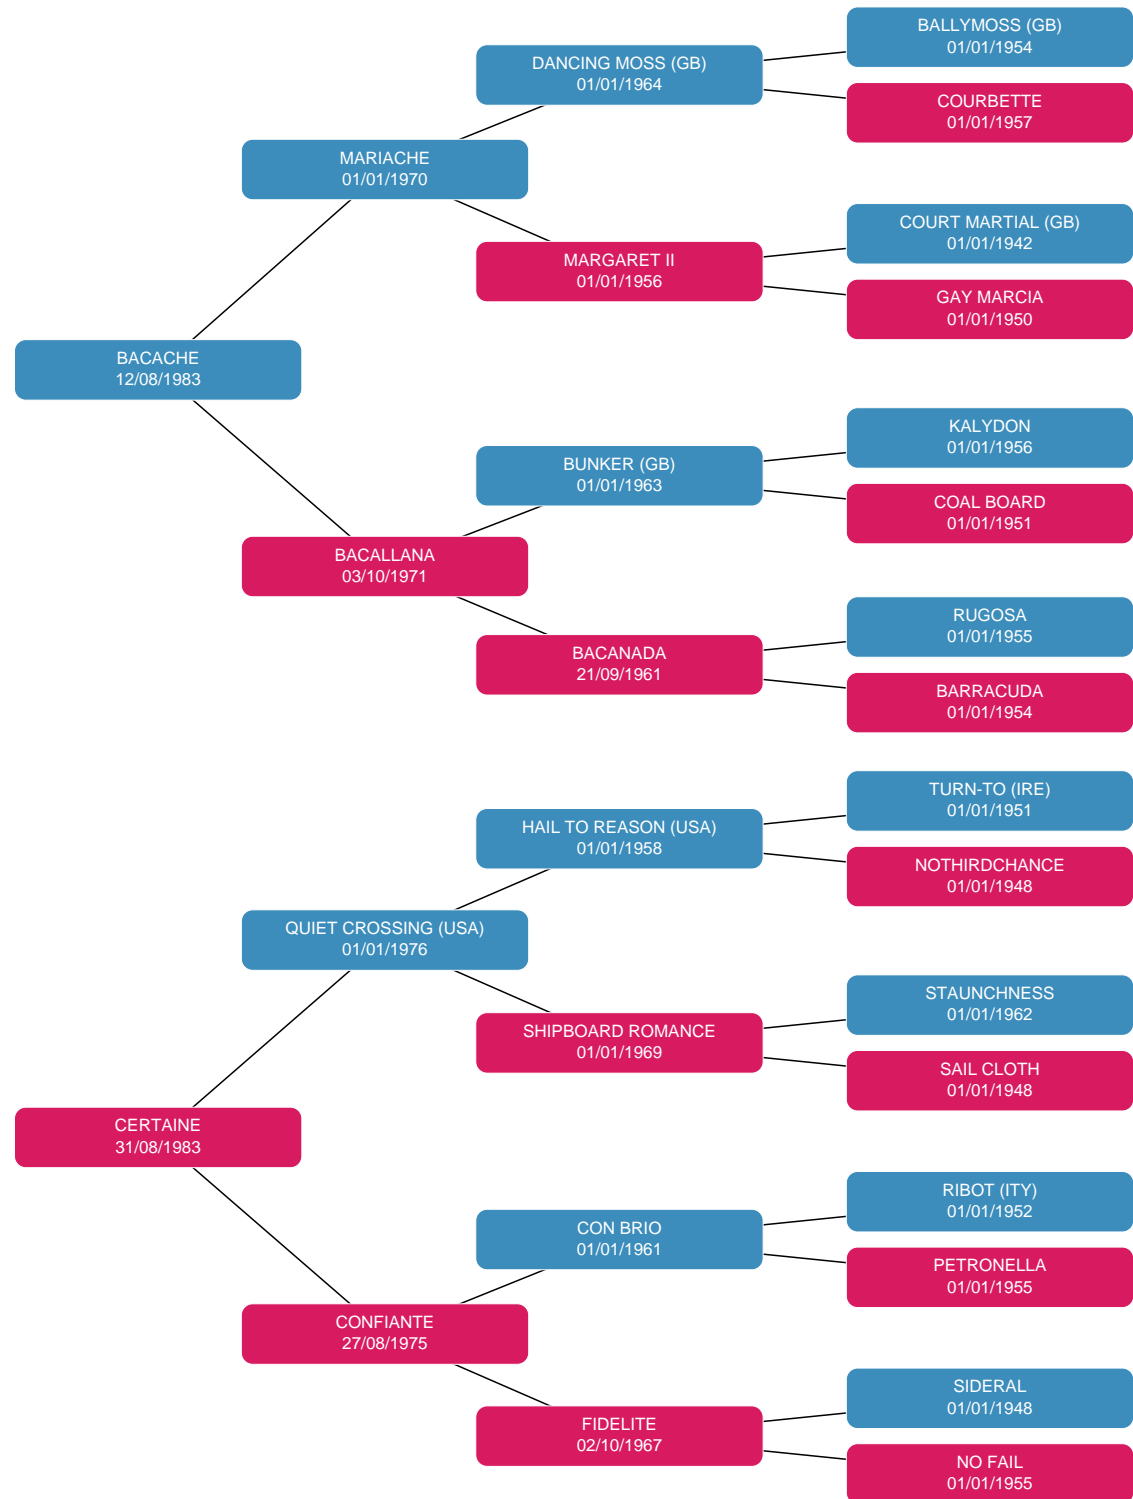 BALLYMOSS (GB)
01/01/1954
DANCING MOSS (GB)
01/01/1964
COURBETTE
01/01/1957
MARIACHE
01/01/1970
COURT MARTIAL (GB)
01/01/1942
MARGARET II
01/01/1956
GAY MARCIA
01/01/1950
BACACHE
12/08/1983
KALYDON
01/01/1956
BUNKER (GB)
01/01/1963
COAL BOARD
01/01/1951
BACALLANA
03/10/1971
RUGOSA
01/01/1955
BACANADA
21/09/1961
BARRACUDA
01/01/1954
TURN-TO (IRE)
01/01/1951
HAIL TO REASON (USA)
01/01/1958
NOTHIRDCHANCE
01/01/1948
QUIET CROSSING (USA)
01/01/1976
STAUNCHNESS
01/01/1962
SHIPBOARD ROMANCE
01/01/1969
SAIL CLOTH
01/01/1948
CERTAINE
31/08/1983
RIBOT (ITY)
01/01/1952
CON BRIO
01/01/1961
PETRONELLA
01/01/1955
CONFIANTE
27/08/1975
SIDERAL
01/01/1948
FIDELITE
02/10/1967
NO FAIL
01/01/1955